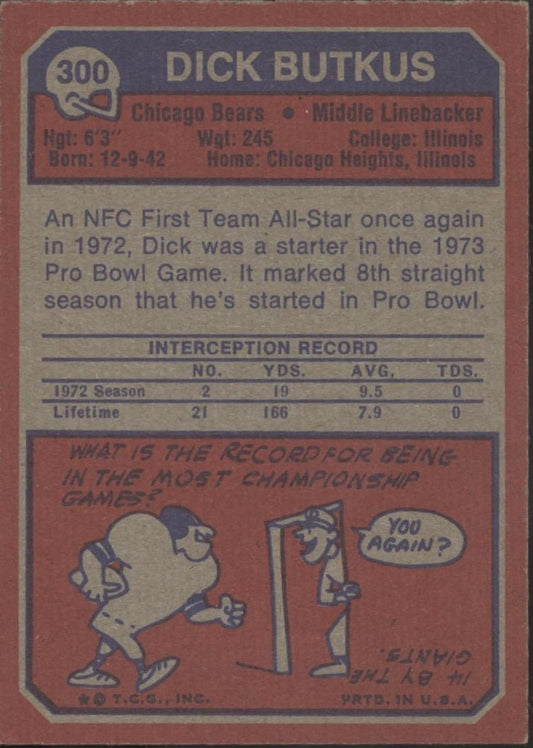 300 DICK BUTKUS
Chicago Bears • Middle Linebacker
Hgt: 6'3" Wgt: 245 College: Illinois
Born: 12-9-42 Home: Chicago Heights, Illinois
An NFC First Team All-Star once again
in 1972, Dick was a starter in the 1973
Pro Bowl Game. It marked 8th straight
season that he's started in Pro Bowl.
INTERCEPTION RECORD
NO. YDS. AVG. TDS.
1972 Season 2 19 9.5 0
Lifetime 21 166 7.9 0
WHAT IS THE RECORD FOR BEING
IN THE MOST CHAMPIONSHIP
GAMES?
YOU
AGAIN?
14 BY THE
GIANTS.
★ © T.C.G., INC. PRTD. IN U.S.A.